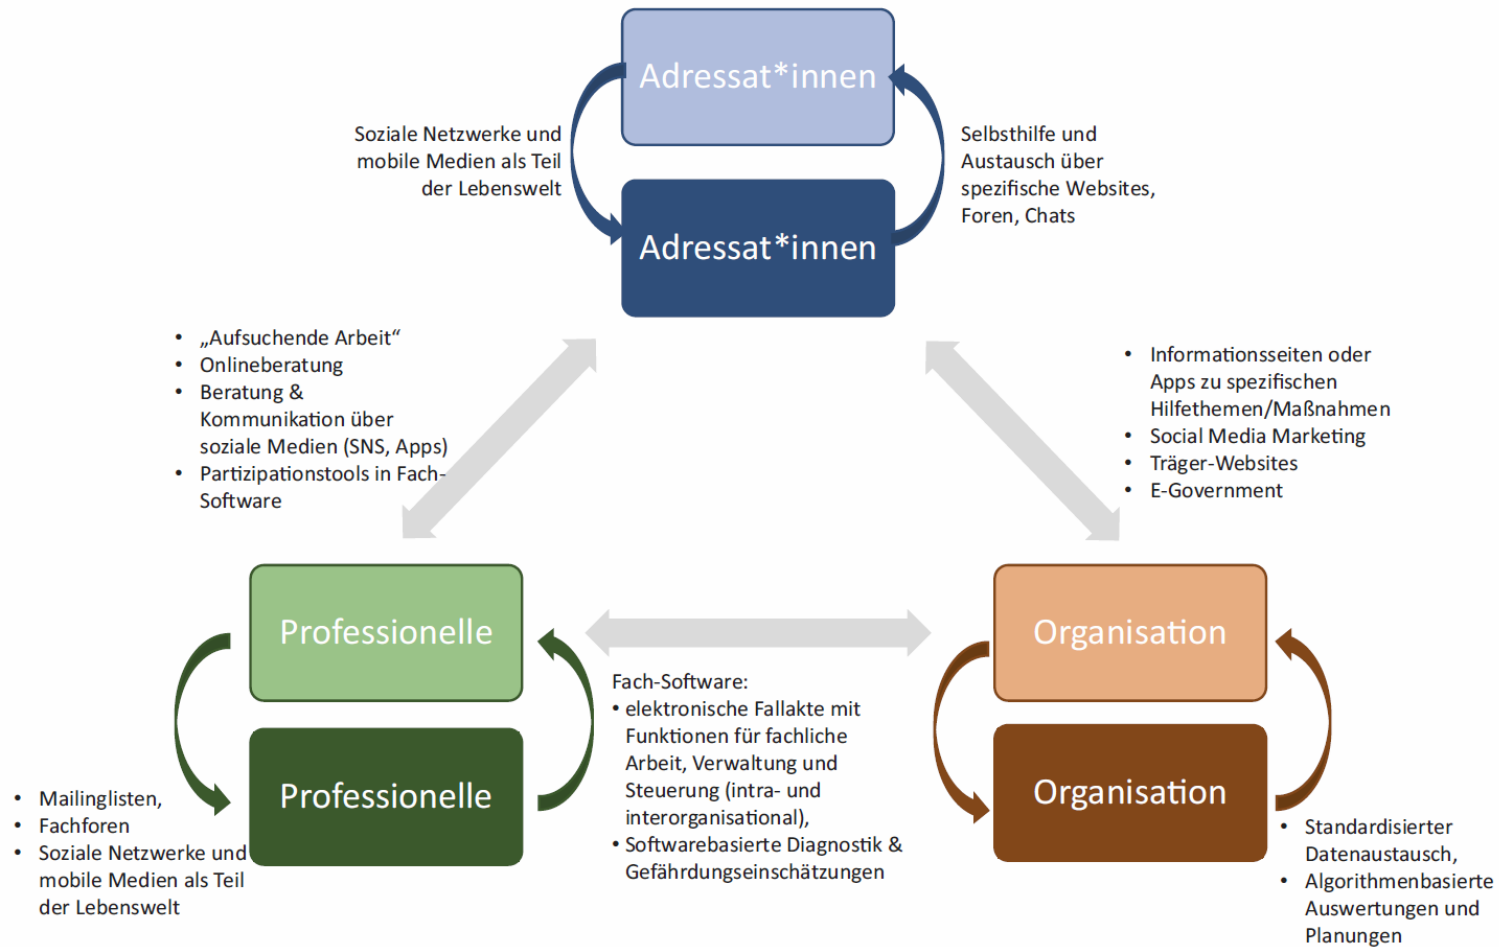 Adressat*innen
Soziale Netzwerke und
mobile Medien als Teil
der Lebenswelt
Selbsthilfe und
Austausch über
spezifische Websites,
Foren, Chats
Adressat*innen
• „Aufsuchende Arbeit“
• Onlineberatung
• Beratung &
Kommunikation über
soziale Medien (SNS, Apps)
• Partizipationstools in Fach-
Software
• Informationsseiten oder
Apps zu spezifischen
Hilfethemen/Maßnahmen
• Social Media Marketing
• Träger-Websites
• E-Government
Professionelle
Professionelle
• Mailinglisten,
• Fachforen
• Soziale Netzwerke und
mobile Medien als Teil
der Lebenswelt
Fach-Software:
• elektronische Fallakte mit
Funktionen für fachliche
Arbeit, Verwaltung und
Steuerung (intra- und
interorganisational),
• Softwarebasierte Diagnostik &
Gefährdungseinschätzungen
Organisation
Organisation
• Standardisierter
Datenaustausch,
• Algorithmenbasierte
Auswertungen und
Planungen